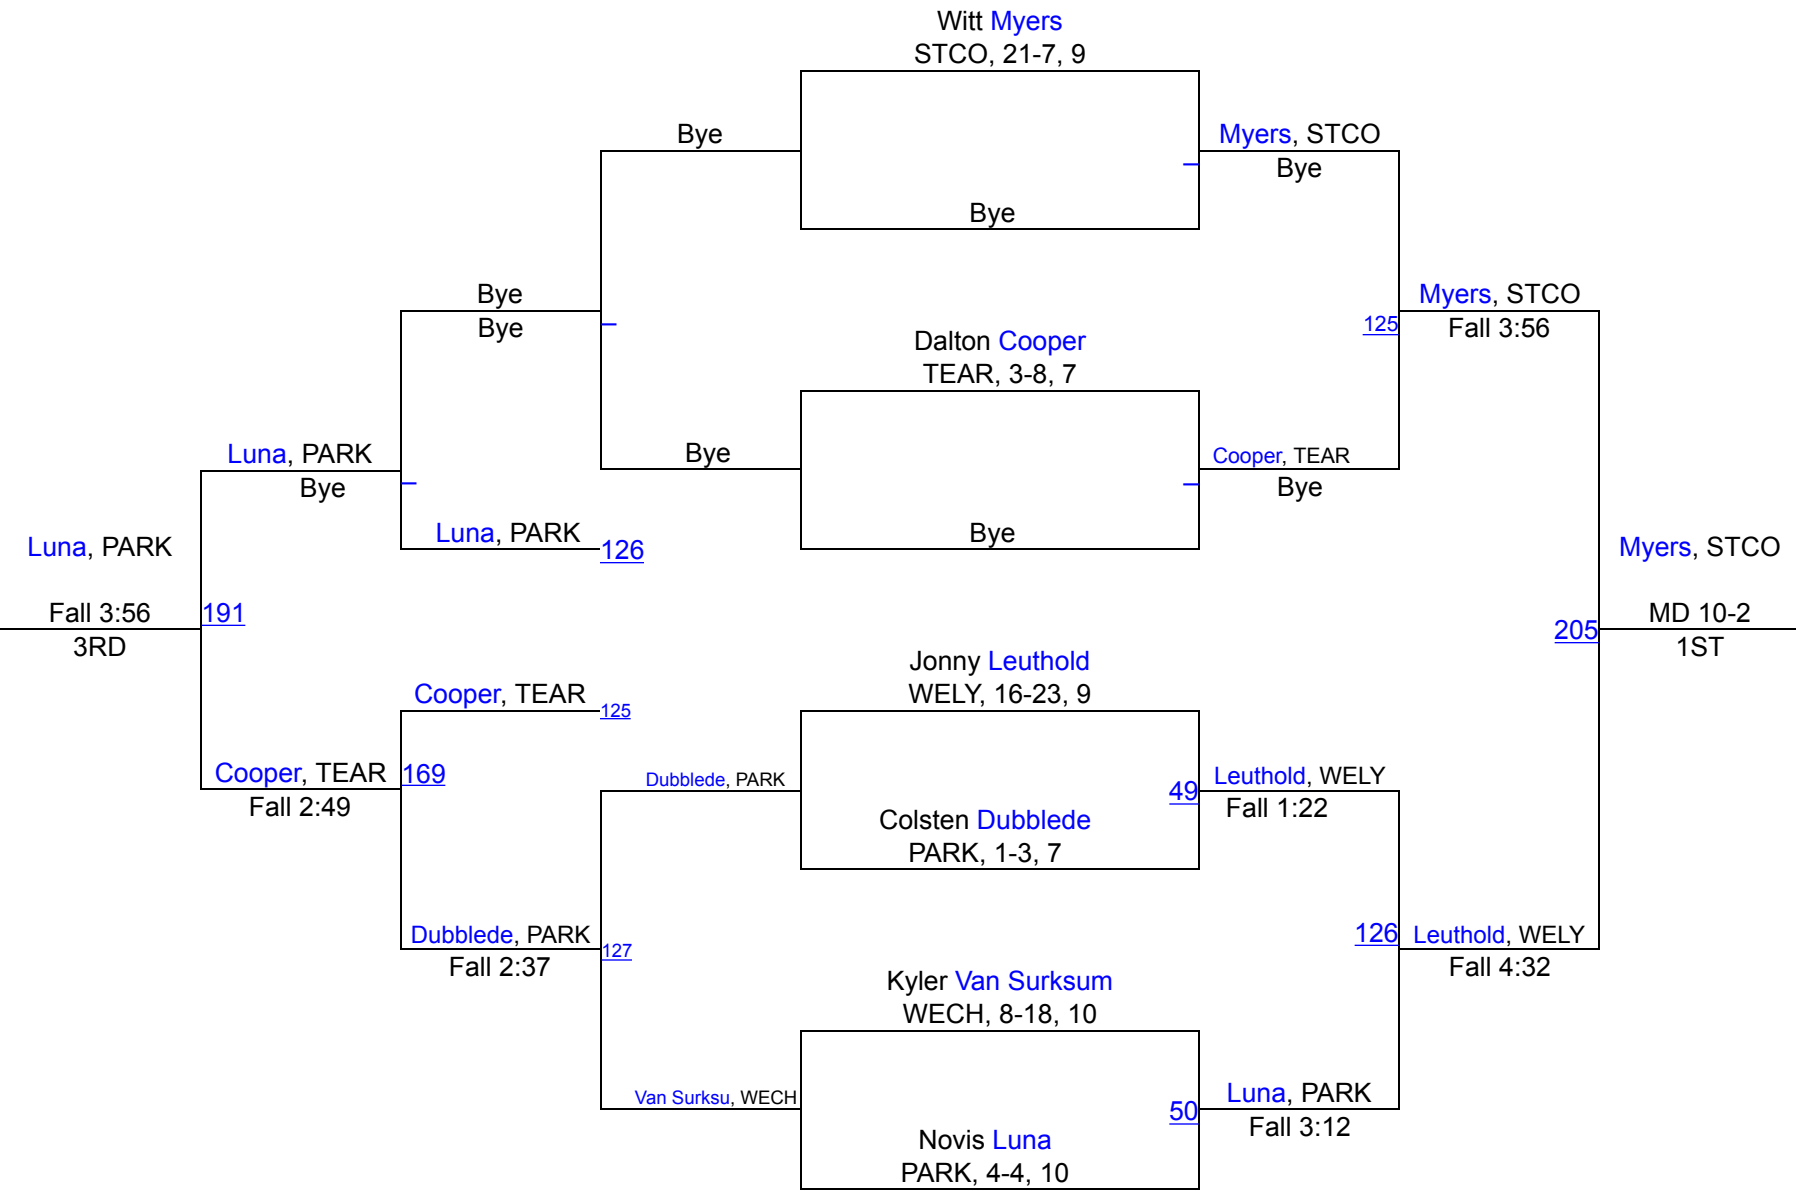 Witt Myers
STCO, 21-7, 9
Bye
Myers, STCO
Bye
Bye
Bye
Bye
Myers, STCO
125
Fall 3:56
Dalton Cooper
TEAR, 3-8, 7
Luna, PARK
Bye
Bye
Cooper, TEAR
Bye
Luna, PARK
126
Bye
Luna, PARK
Fall 3:56
191
3RD
Myers, STCO
MD 10-2
205
1ST
Jonny Leuthold
WELY, 16-23, 9
Cooper, TEAR
125
Cooper, TEAR
169
Fall 2:49
Dubblede, PARK
49
Leuthold, WELY
Fall 1:22
Colsten Dubblede
PARK, 1-3, 7
Dubblede, PARK
127
Fall 2:37
126
Leuthold, WELY
Fall 4:32
Kyler Van Surksum
WECH, 8-18, 10
Van Surksu, WECH
50
Luna, PARK
Fall 3:12
Novis Luna
PARK, 4-4, 10